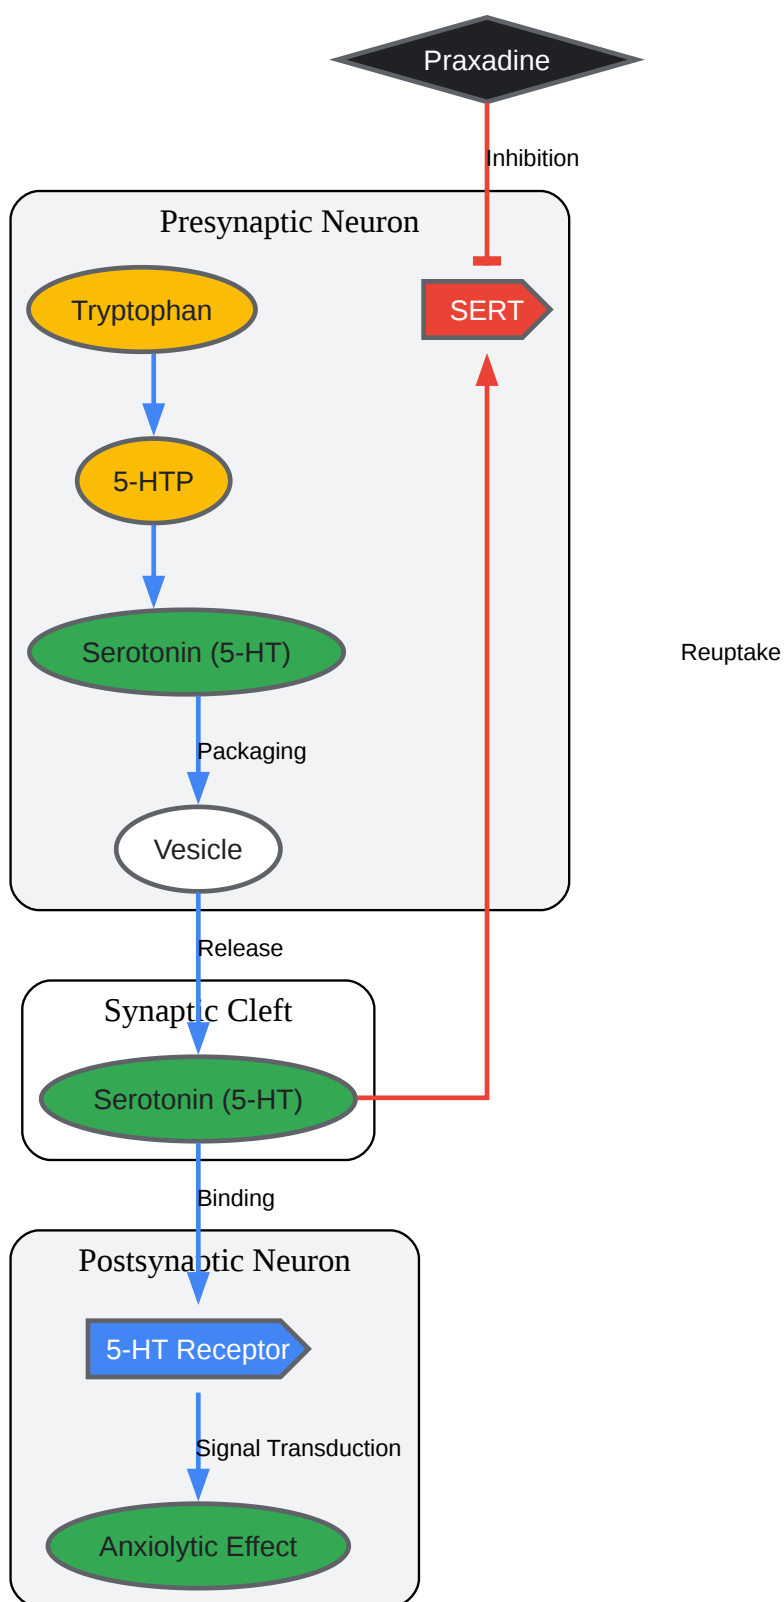 Praxadine
Inhibition
Presynaptic Neuron
Tryptophan
SERT
5-HTP
Serotonin (5-HT)
Reuptake
Packaging
Vesicle
Release
Synaptic Cleft
Serotonin (5-HT)
Binding
Postsynaptic Neuron
5-HT Receptor
Signal Transduction
Anxiolytic Effect